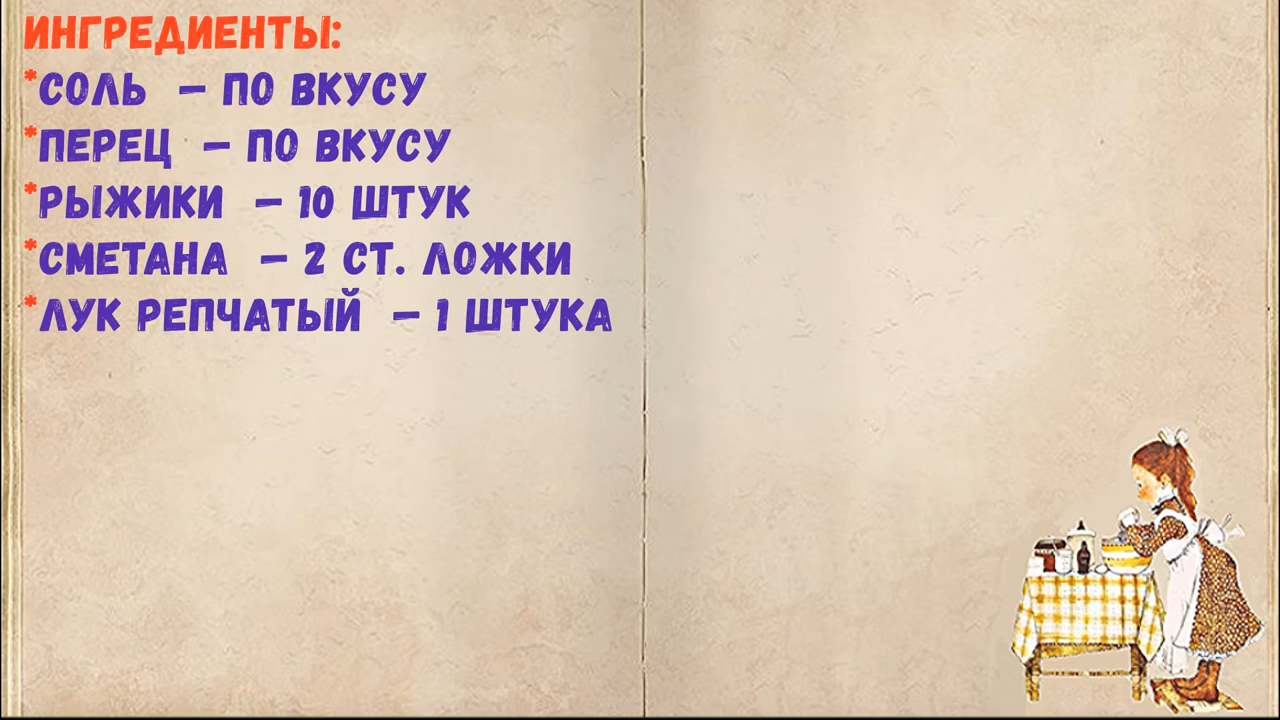 ИНГРЕДИЕНТЫ:
*СОЛЬ – ПО ВКУСУ
*ПЕРЕЦ – ПО ВКУСУ
*РЫЖИКИ – 10 ШТУК
*СМЕТАНА – 2 СТ. ЛОЖКИ
*ЛУК РЕПЧАТЫЙ – 1 ШТУКА